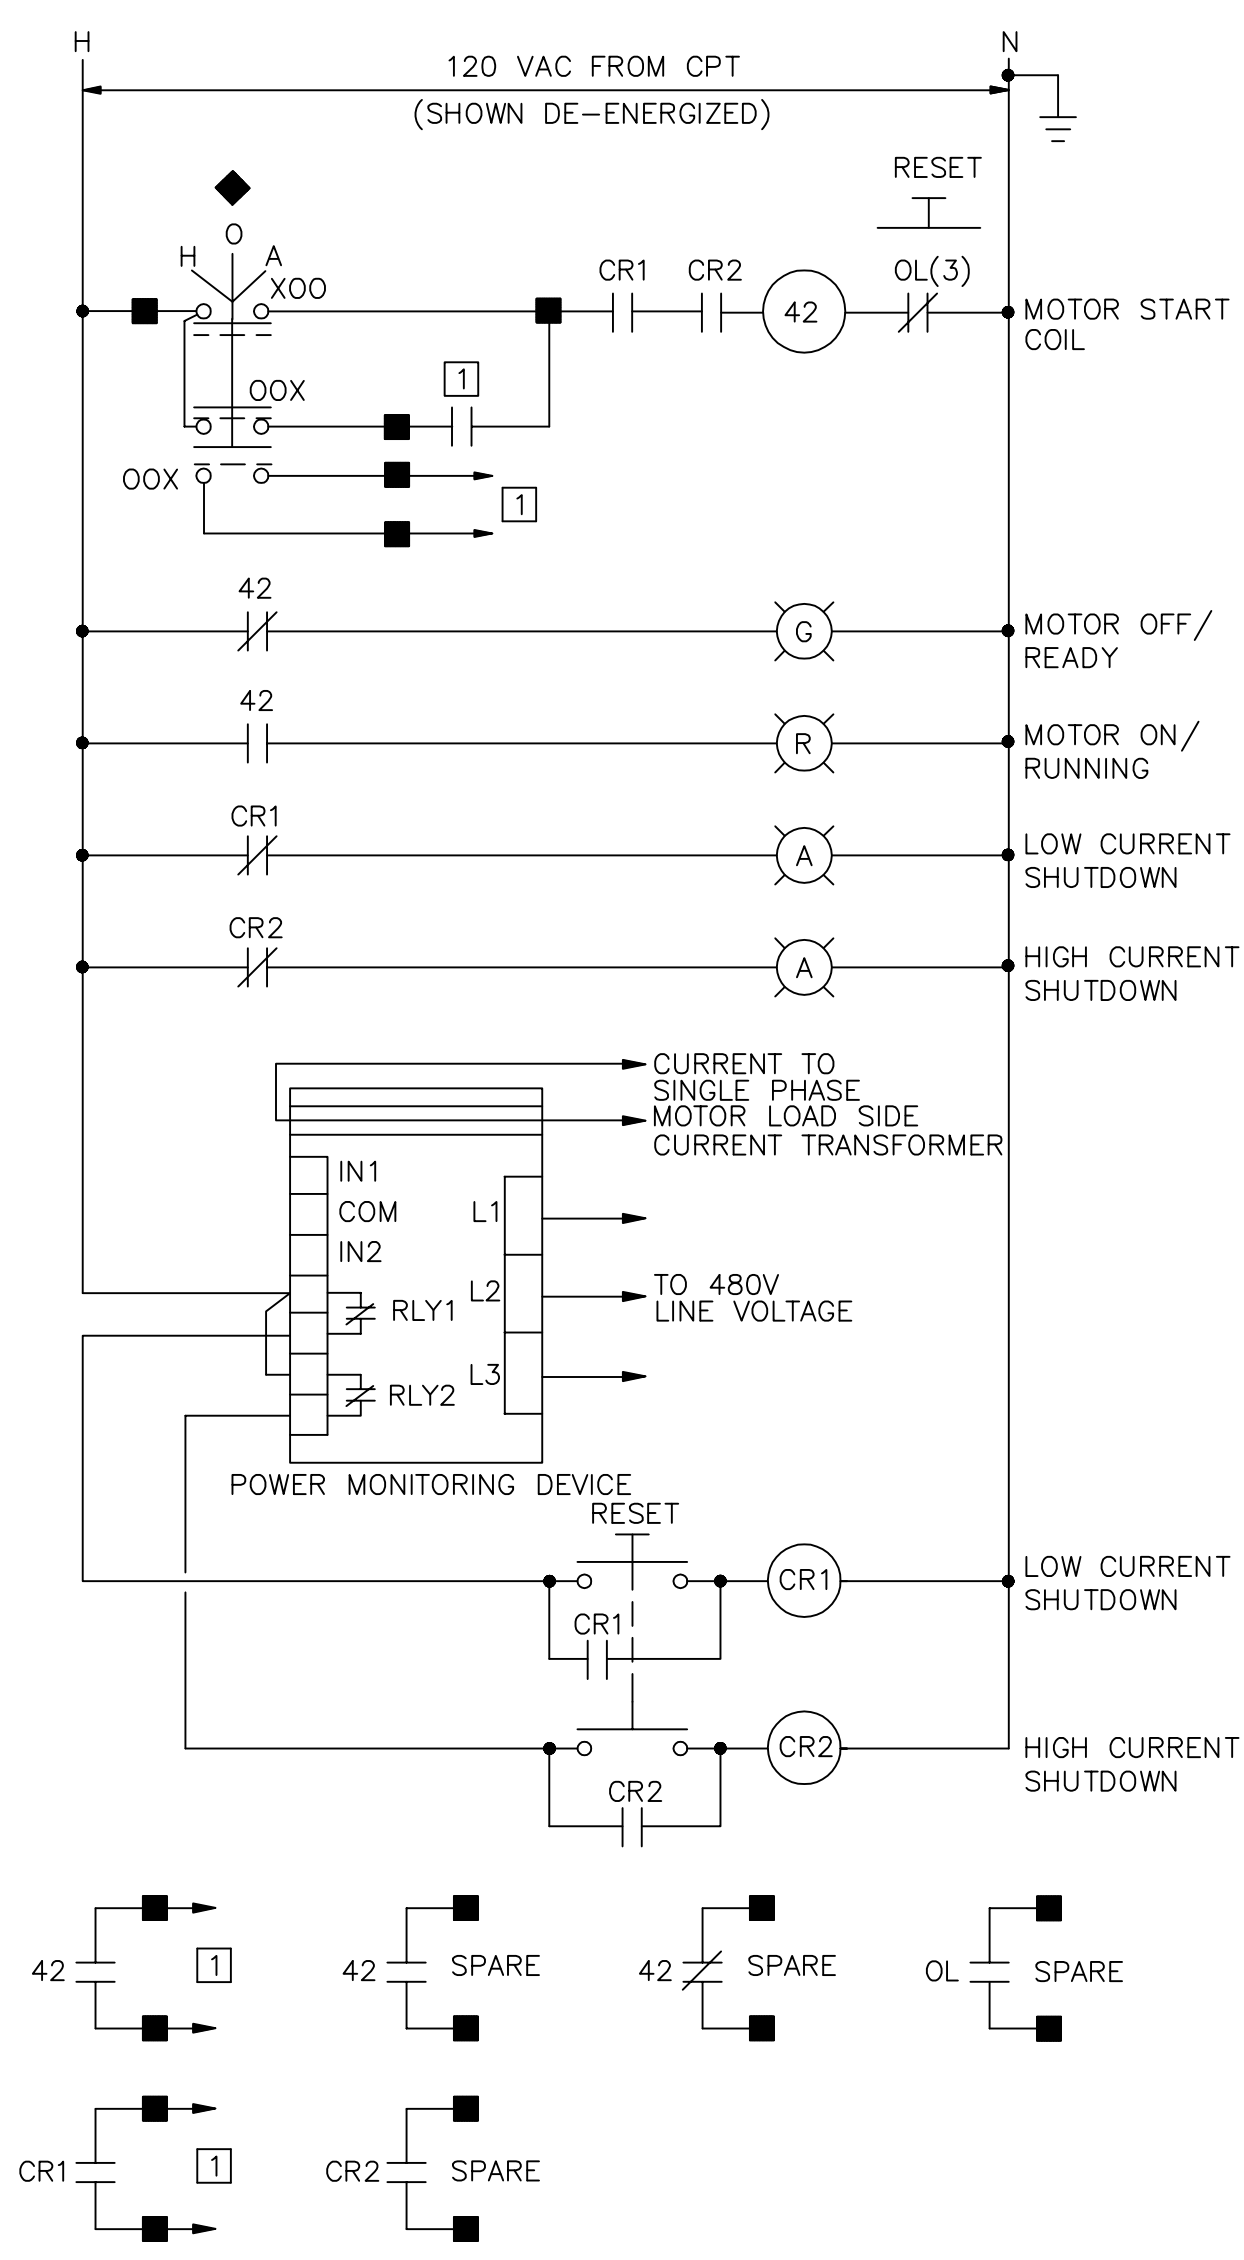 H
N
120 VAC FROM CPT
(SHOWN DE-ENERGIZED)
RESET
O
H A
XOO
CR1 CR2 42 OL(3)
MOTOR START
COIL
OOX
1
OOX
1
42
G
MOTOR OFF/
READY
42
R
MOTOR ON/
RUNNING
CR1
A
LOW CURRENT
SHUTDOWN
CR2
A
HIGH CURRENT
SHUTDOWN
CURRENT TO
SINGLE PHASE
MOTOR LOAD SIDE
CURRENT TRANSFORMER
IN1
COM
IN2
L1
L2
L3
TO 480V
LINE VOLTAGE
RLY1
RLY2
POWER MONITORING DEVICE
RESET
CR1
LOW CURRENT
SHUTDOWN
CR1
CR2
HIGH CURRENT
SHUTDOWN
CR2
42 1
42 SPARE
42 SPARE
OL SPARE
CR1 1
CR2 SPARE